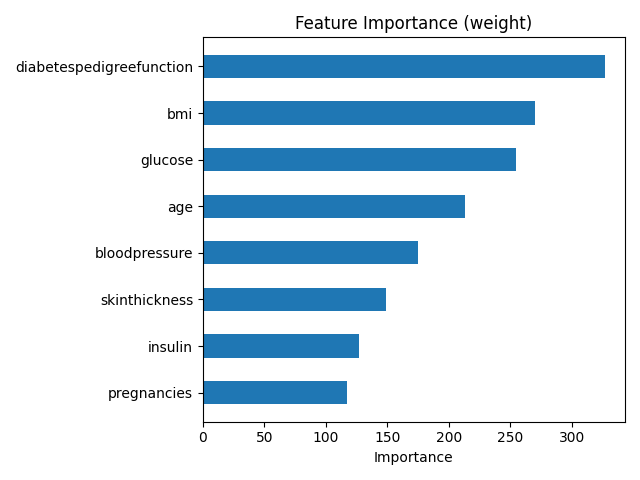 Feature Importance (weight)
diabetespedigreefunction
bmi
glucose
age
bloodpressure
skinthickness
insulin
pregnancies
0 50 100 150 200 250 300
Importance